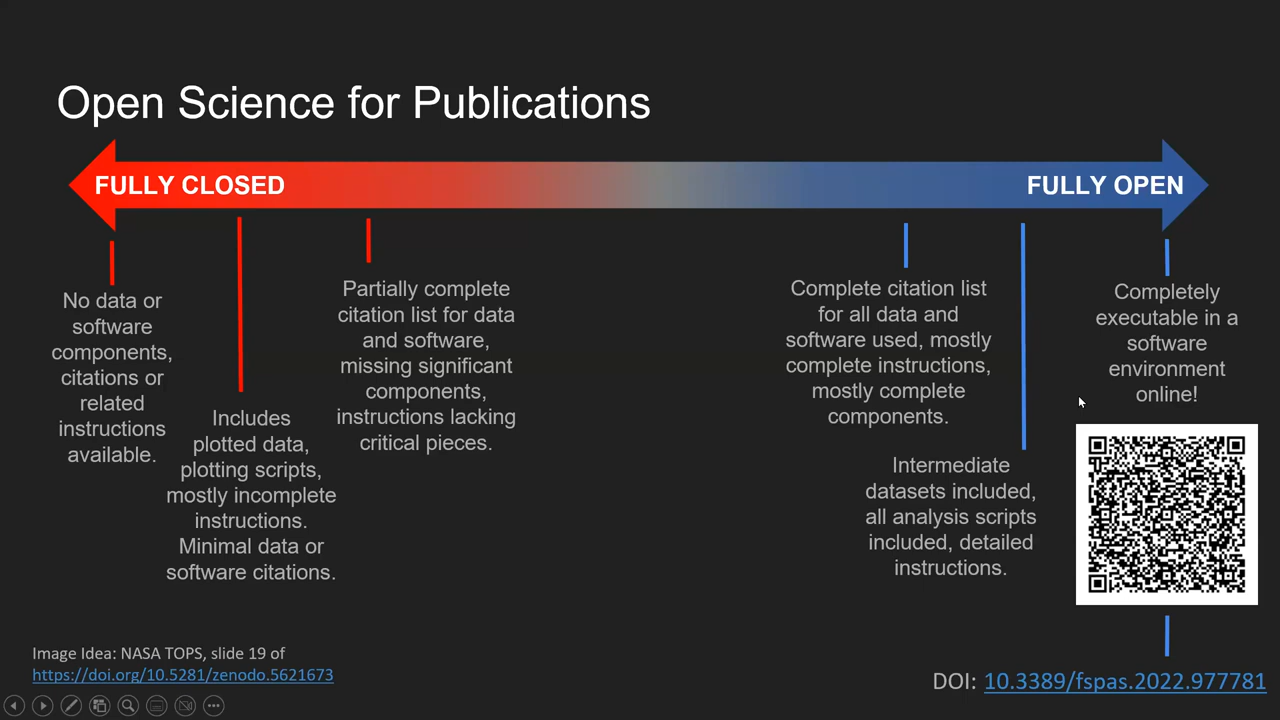 Open Science for Publications
FULLY CLOSED
FULLY OPEN
No data or
software
components,
citations or
related
instructions
available.
Includes
plotted data,
plotting scripts,
mostly incomplete
instructions.
Minimal data or
software citations.
Partially complete
citation list for data
and software,
missing significant
components,
instructions lacking
critical pieces.
Complete citation list
for all data and
software used, mostly
complete instructions,
mostly complete
components.
Intermediate
datasets included,
all analysis scripts
included, detailed
instructions.
Completely
executable in a
software
environment
online!
Image Idea: NASA TOPS, slide 19 of
https://doi.org/10.5281/zenodo.5621673
DOI: 10.3389/fspas.2022.977781